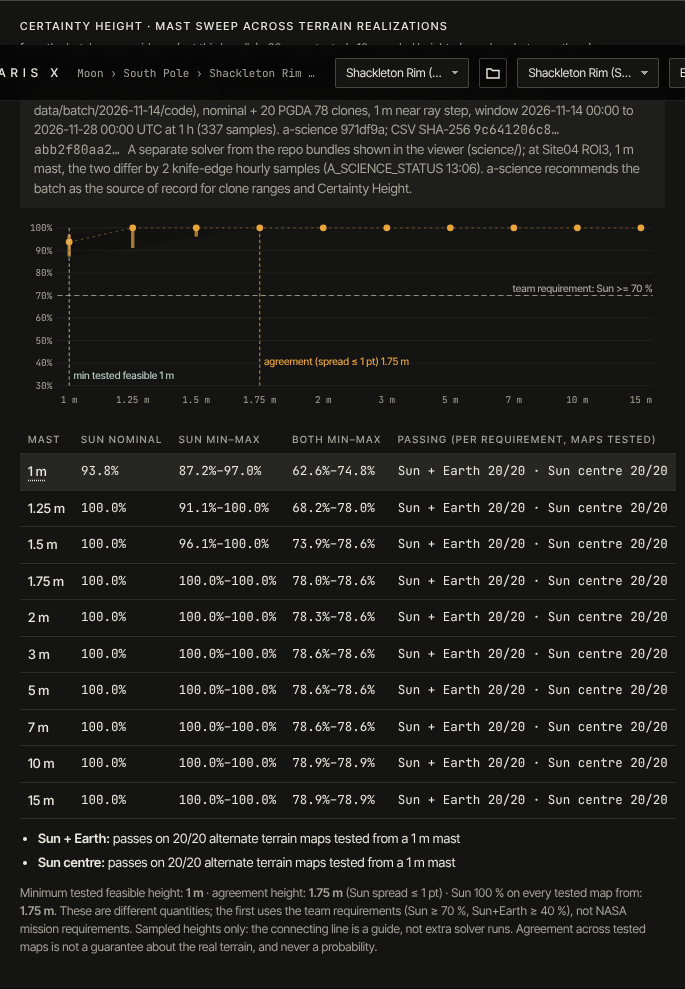 CERTAINTY HEIGHT · MAST SWEEP ACROSS TERRAIN REALIZATIONS
ARIS X
Moon › South Pole › Shackleton Rim …
Shackleton Rim (...
Shackleton Rim (S...
E
data/batch/2026-11-14/code), nominal + 20 PGDA 78 clones, 1 m near ray step, window 2026-11-14 00:00 to
2026-11-28 00:00 UTC at 1 h (337 samples). a-science 971df9a; CSV SHA-256 9c641206c8…
abb2f80aa2… A separate solver from the repo bundles shown in the viewer (science/); at Site04 ROI3, 1 m
mast, the two differ by 2 knife-edge hourly samples (A_SCIENCE_STATUS 13:06). a-science recommends the
batch as the source of record for clone ranges and Certainty Height.
100%
90%
80%
70%
60%
50%
40%
30%
team requirement: Sun >= 70 %
agreement (spread ≤ 1 pt) 1.75 m
min tested feasible 1 m
1 m 1.25 m 1.5 m 1.75 m 2 m 3 m 5 m 7 m 10 m 15 m
MAST SUN NOMINAL SUN MIN–MAX BOTH MIN–MAX PASSING (PER REQUIREMENT, MAPS TESTED)
1 m 93.8% 87.2%–97.0% 62.6%–74.8% Sun + Earth 20/20 · Sun centre 20/20
1.25 m 100.0% 91.1%–100.0% 68.2%–78.0% Sun + Earth 20/20 · Sun centre 20/20
1.5 m 100.0% 96.1%–100.0% 73.9%–78.6% Sun + Earth 20/20 · Sun centre 20/20
1.75 m 100.0% 100.0%–100.0% 78.0%–78.6% Sun + Earth 20/20 · Sun centre 20/20
2 m 100.0% 100.0%–100.0% 78.3%–78.6% Sun + Earth 20/20 · Sun centre 20/20
3 m 100.0% 100.0%–100.0% 78.6%–78.6% Sun + Earth 20/20 · Sun centre 20/20
5 m 100.0% 100.0%–100.0% 78.6%–78.6% Sun + Earth 20/20 · Sun centre 20/20
7 m 100.0% 100.0%–100.0% 78.6%–78.6% Sun + Earth 20/20 · Sun centre 20/20
10 m 100.0% 100.0%–100.0% 78.9%–78.9% Sun + Earth 20/20 · Sun centre 20/20
15 m 100.0% 100.0%–100.0% 78.9%–78.9% Sun + Earth 20/20 · Sun centre 20/20
• Sun + Earth: passes on 20/20 alternate terrain maps tested from a 1 m mast
• Sun centre: passes on 20/20 alternate terrain maps tested from a 1 m mast
Minimum tested feasible height: 1 m · agreement height: 1.75 m (Sun spread ≤ 1 pt) · Sun 100 % on every tested map from:
1.75 m. These are different quantities; the first uses the team requirements (Sun ≥ 70 %, Sun+Earth ≥ 40 %), not NASA
mission requirements. Sampled heights only: the connecting line is a guide, not extra solver runs. Agreement across tested
maps is not a guarantee about the real terrain, and never a probability.